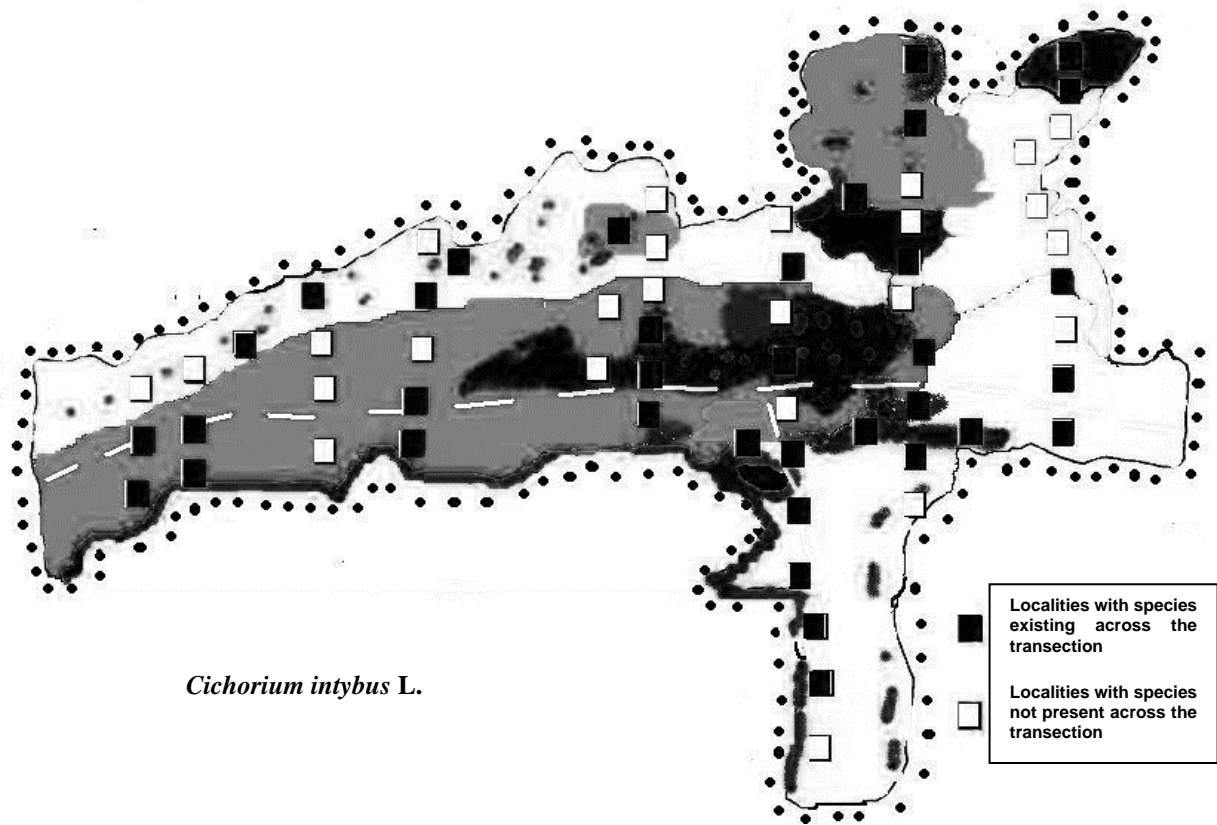 Cichorium intybus L.
Localities with species
existing across the
transection
Localities with species
not present across the
transection